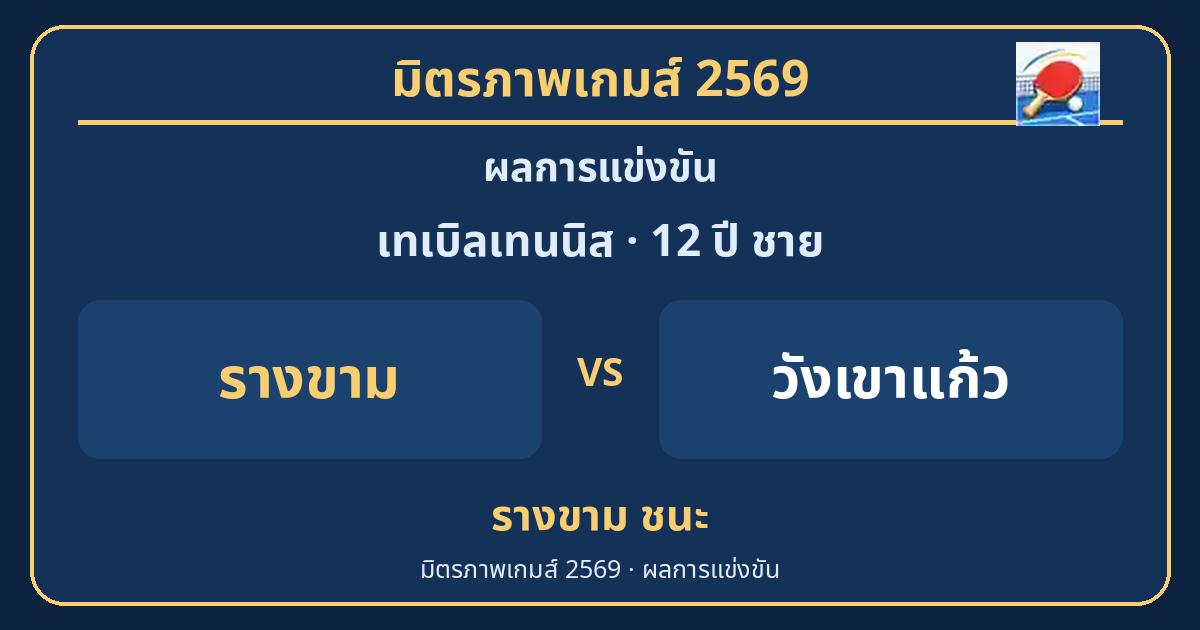 มิตรภาพเกมส์ 2569
ผลการแข่งขัน
เทเบิลเทนนิส · 12 ปี ชาย
รางขาม
VS
วังเขาแก้ว
รางขาม ชนะ
มิตรภาพเกมส์ 2569 · ผลการแข่งขัน